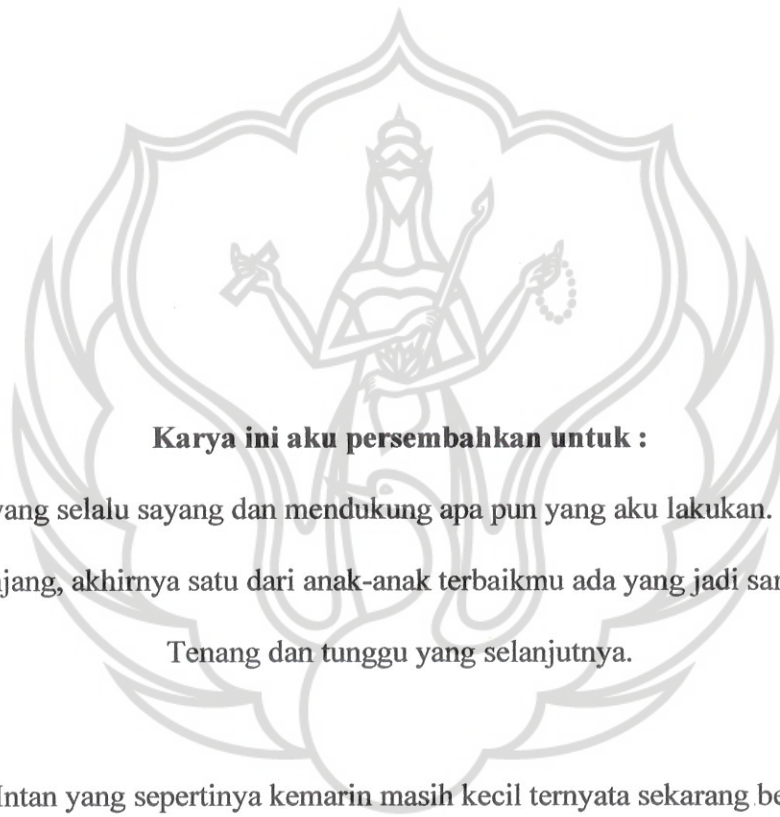 Karya ini aku persembahkan untuk :
yang selalu sayang dan mendukung apa pun yang aku lakukan.
akhirnya satu dari anak-anak terbaikmu ada yang jadi
Tenang dan tunggu yang selanjutnya.
Intan yang sepertinya kemarin masih kecil ternyata sekarang